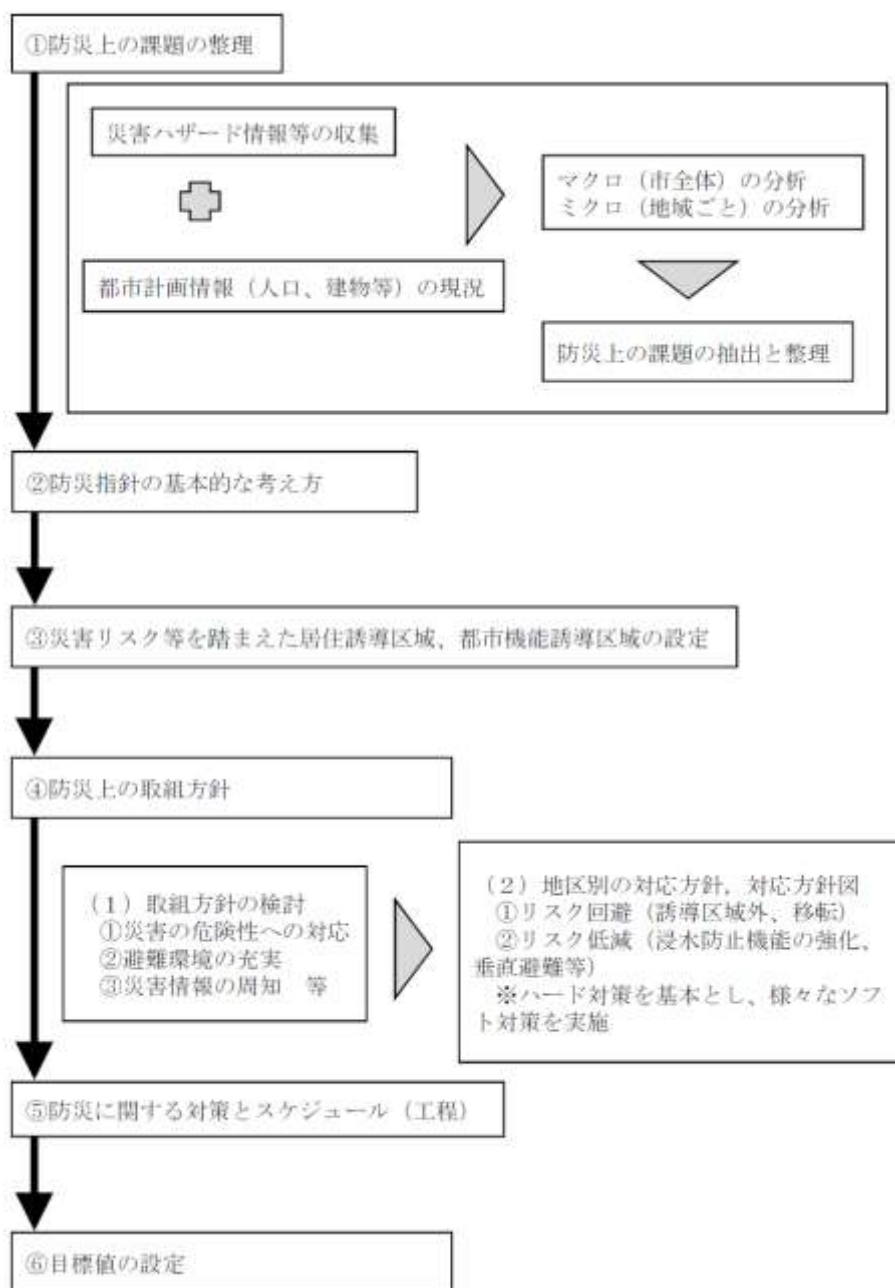 ①防災上の課題の整理
災害ハザード情報等の収集
都市計画情報（人口、建物等）の現況
マクロ（市全体）の分析
ミクロ（地域ごと）の分析
防災上の課題の抽出と整理
②防災指針の基本的な考え方
③災害リスク等を踏まえた居住誘導区域、都市機能誘導区域の設定
④防災上の取組方針
（１）取組方針の検討
①災害の危険性への対応
②避難環境の充実
③災害情報の周知　等
（２）地区別の対応方針，対応方針図
①リスク回避（誘導区域外、移転）
②リスク低減（浸水防止機能の強化、
垂直避難等）
※ハード対策を基本とし、様々なソフ
ト対策を実施
⑤防災に関する対策とスケジュール（工程）
⑥目標値の設定